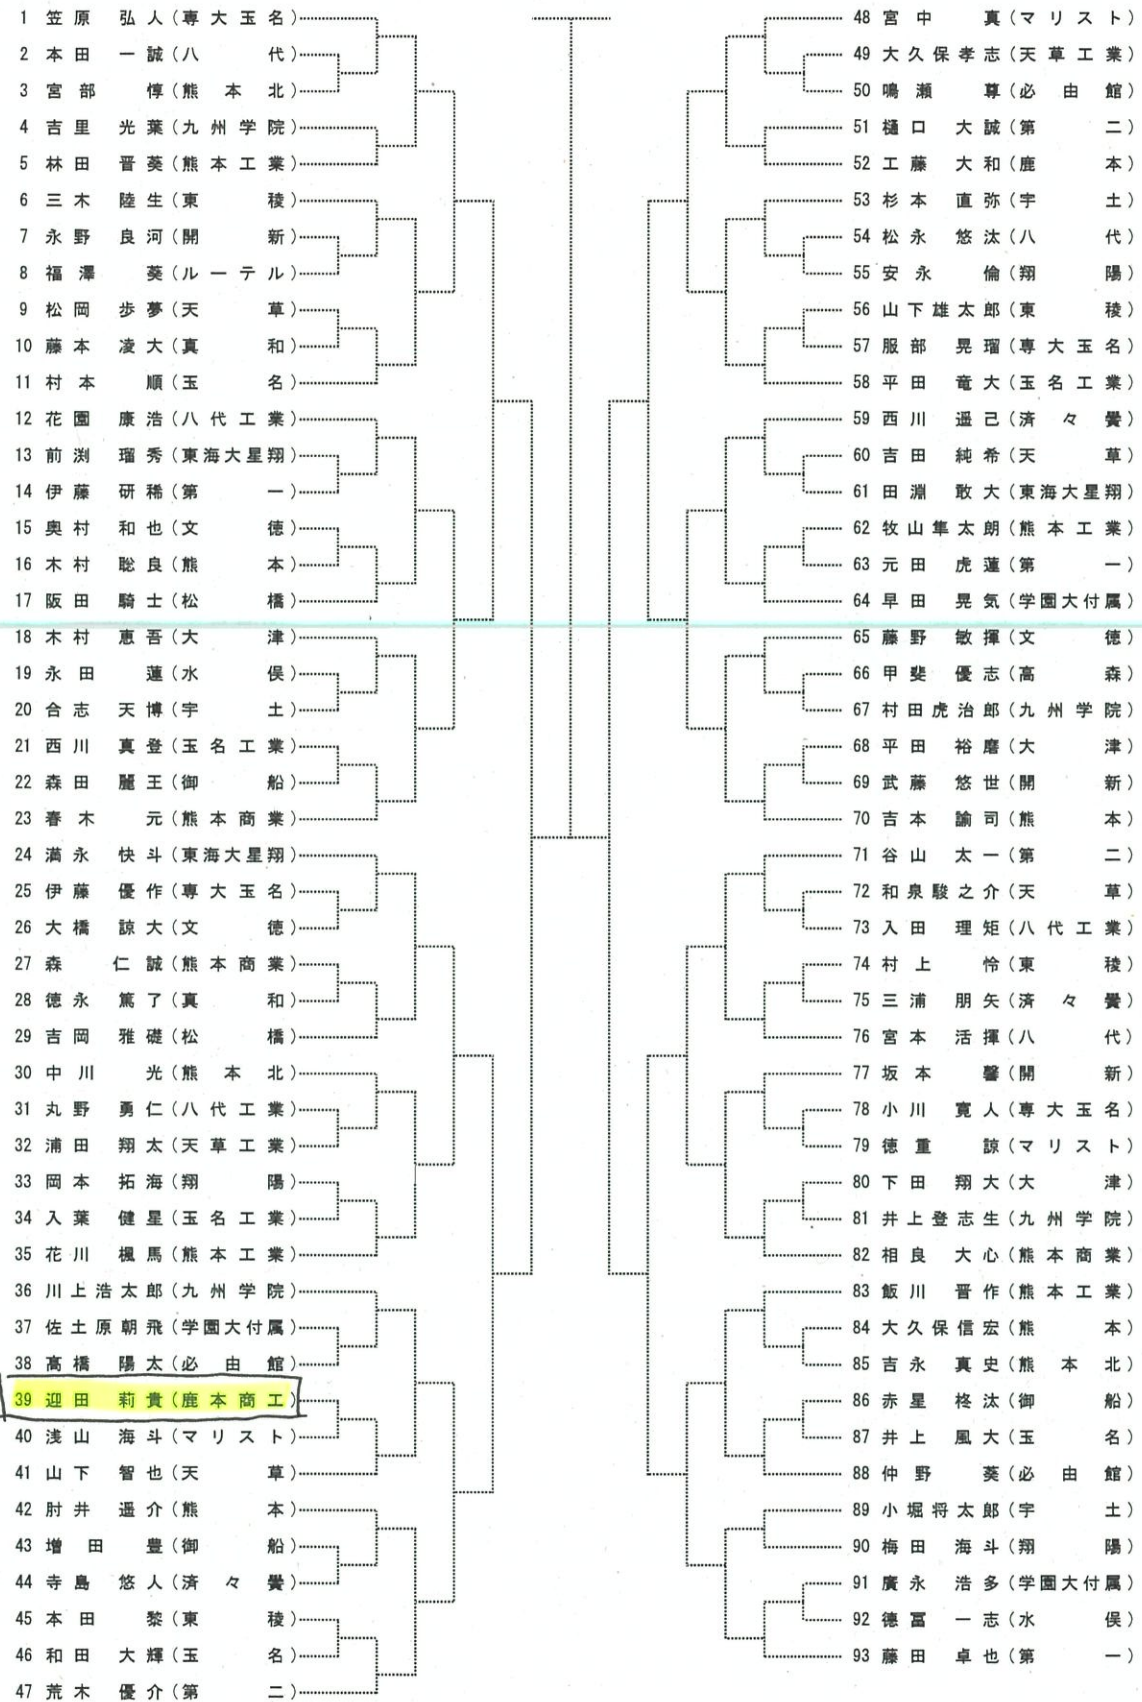 1 笠原 弘人(専大玉名)
2 本田 一誠(八代)
3 宮部 惇(熊本北)
4 吉里 光葉(九州学院)
5 林田 晋葵(熊本工業)
6 三木 陸生(東稜)
7 永野 良河(開新)
8 福澤 葵(ルーテル)
9 松岡 歩夢(天草)
10 藤本 凌大(真和)
11 村本 順(玉名)
12 花園 康浩(八代工業)
13 前渕 瑠秀(東海大星翔)
14 伊藤 研稀(第一)
15 奥村 和也(文徳)
16 木村 聡良(熊本)
17 阪田 騎士(松橋)
18 木村 恵吾(大津)
19 永田 蓮(水俣)
20 合志 天博(宇土)
21 西川 真登(玉名工業)
22 森田 麗王(御船)
23 春木 元(熊本商業)
24 満永 快斗(東海大星翔)
25 伊藤 優作(専大玉名)
26 大橋 諒大(文徳)
27 森 仁誠(熊本商業)
28 徳永 篤了(真和)
29 吉岡 雅礎(松橋)
30 中川 光(熊本北)
31 丸野 勇仁(八代工業)
32 浦田 翔太(天草工業)
33 岡本 拓海(翔陽)
34 入葉 健星(玉名工業)
35 花川 楓馬(熊本工業)
36 川上浩太郎(九州学院)
37 佐土原朝飛(学園大付属)
38 高橋 陽太(必由館)
39 迎田 莉貴(鹿本商工)
40 浅山 海斗(マリスト)
41 山下 智也(天草)
42 肘井 遥介(熊本)
43 増田 豊(御船)
44 寺島 悠人(済々黌)
45 本田 黎(東稜)
46 和田 大輝(玉名)
47 荒木 優介(第二)
48 宮中 真(マリスト)
49 大久保孝志(天草工業)
50 鳴瀬 尊(必由館)
51 樋口 大誠(第二)
52 工藤 大和(鹿本)
53 杉本 直弥(宇土)
54 松永 悠汰(八代)
55 安永 倫(翔陽)
56 山下雄太郎(東稜)
57 服部 晃瑠(専大玉名)
58 平田 竜大(玉名工業)
59 西川 遥己(済々黌)
60 吉田 純希(天草)
61 田淵 敢大(東海大星翔)
62 牧山隼太朗(熊本工業)
63 元田 虎蓮(第一)
64 早田 晃気(学園大付属)
65 藤野 敏揮(文徳)
66 甲斐 優志(高森)
67 村田虎治郎(九州学院)
68 平田 裕磨(大津)
69 武藤 悠世(開新)
70 吉本 諭司(熊本)
71 谷山 太一(第二)
72 和泉駿之介(天草)
73 入田 理矩(八代工業)
74 村上 怜(東稜)
75 三浦 朋矢(済々黌)
76 宮本 活揮(八代)
77 坂本 馨(開新)
78 小川 寛人(専大玉名)
79 徳重 諒(マリスト)
80 下田 翔大(大津)
81 井上登志生(九州学院)
82 相良 大心(熊本商業)
83 飯川 晋作(熊本工業)
84 大久保信宏(熊本)
85 吉永 真史(熊本北)
86 赤星 柊汰(御船)
87 井上 風大(玉名)
88 仲野 葵(必由館)
89 小堀将太郎(宇土)
90 梅田 海斗(翔陽)
91 廣永 浩多(学園大付属)
92 德冨 一志(水俣)
93 藤田 卓也(第一)